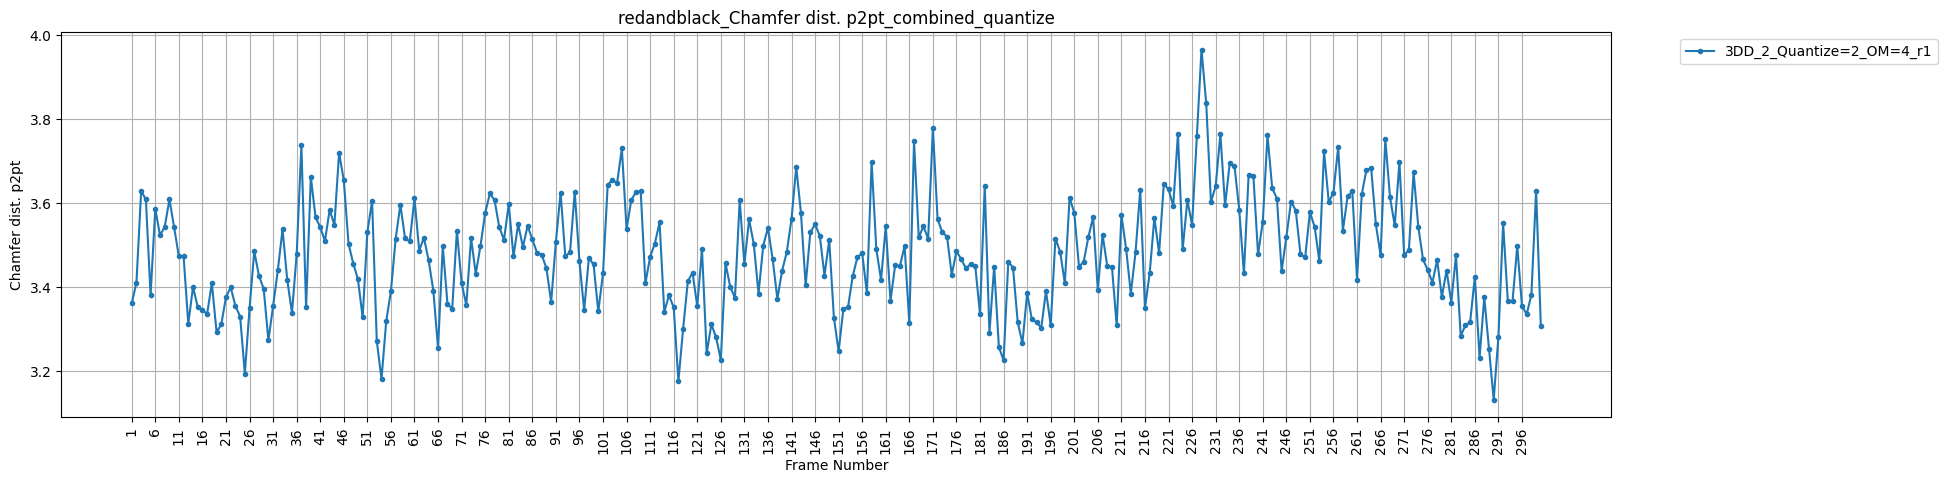 redandblack_Chamfer dist. p2pt_combined_quantize
4.0
3DD_2_Quantize=2_OM=4_r1
3.8
3.6
Chamfer dist. p2pt
3.4
3.2
1 6 11 16 21 26 31 36 41 46 51 56 61 66 71 76 81 86 91 96 101 106 111 116 121 126 131 136 141 146 151 156 161 166 171 176 181 186 191 196 201 206 211 216 221 226 231 236 241 246 251 256 261 266 271 276 281 286 291 296
Frame Number